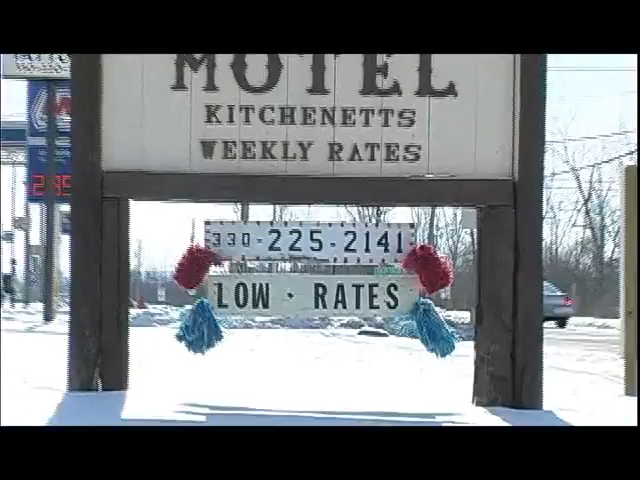 MOTEL
KITCHENETTS
WEEKLY RATES
330-225-2141
LOW - RATES